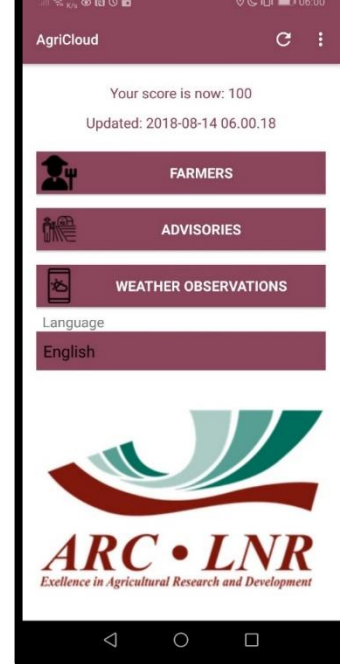 K/s 06:00
AgriCloud
Your score is now: 100
Updated: 2018-08-14 06.00.18
FARMERS
ADVISORIES
WEATHER OBSERVATIONS
Language
English
ARC • LNR
Exellence in Agricultural Research and Development